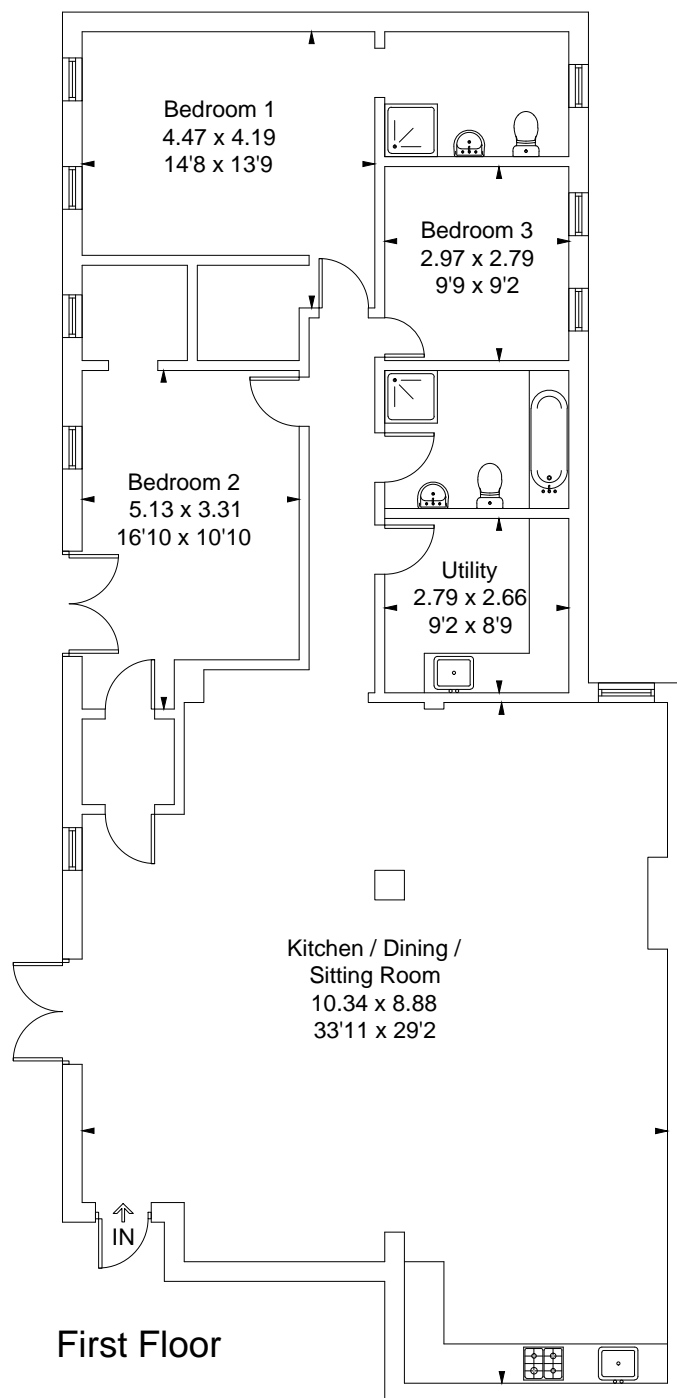 Bedroom 1
4.47 x 4.19
14'8 x 13'9
Bedroom 3
2.97 x 2.79
9'9 x 9'2
Bedroom 2
5.13 x 3.31
16'10 x 10'10
Utility
2.79 x 2.66
9'2 x 8'9
Kitchen / Dining /
Sitting Room
10.34 x 8.88
33'11 x 29'2
IN
First Floor